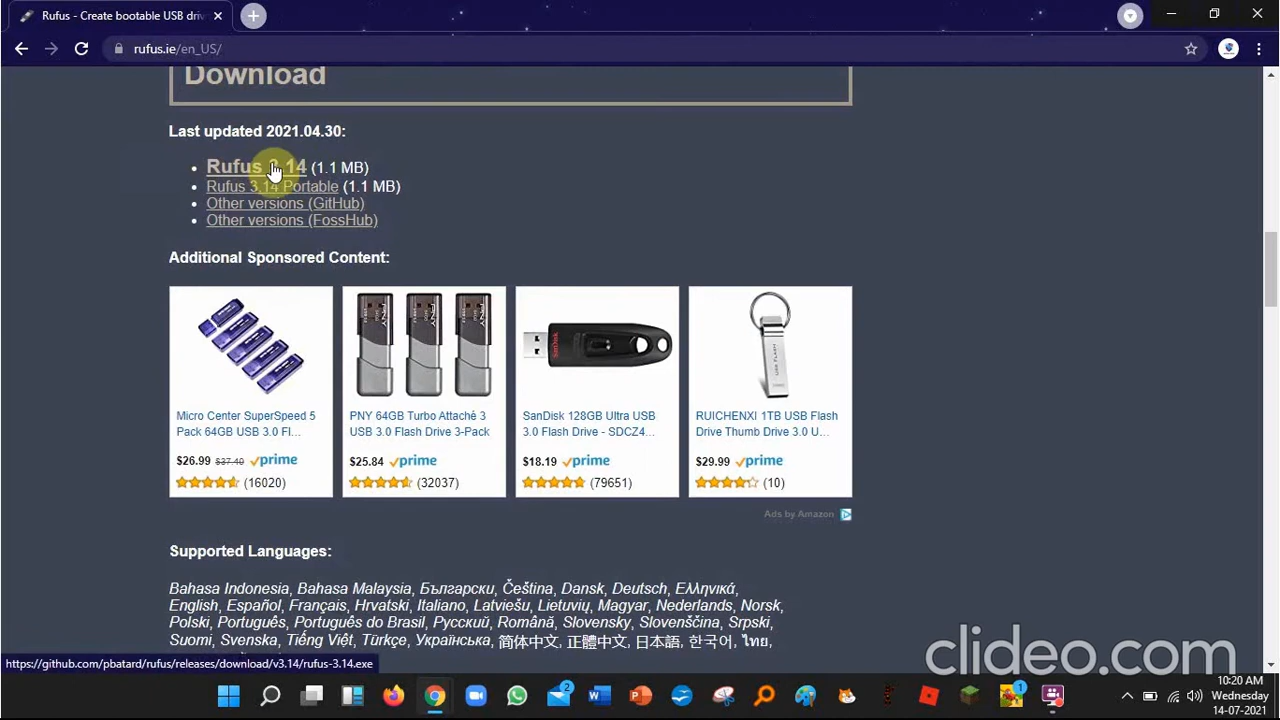 Rufus - Create bootable USB driv
rufus.ie/en_US/
Download
Last updated 2021.04.30:
Rufus 3.14 (1.1 MB)
Rufus 3.14 Portable (1.1 MB)
Other versions (GitHub)
Other versions (FossHub)
Additional Sponsored Content:
Micro Center SuperSpeed 5
Pack 64GB USB 3.0 Fl...
$26.99 $37.40 prime
(16020)
PNY 64GB Turbo Attaché 3
USB 3.0 Flash Drive 3-Pack
$25.84 prime
(32037)
SanDisk
SanDisk 128GB Ultra USB
3.0 Flash Drive - SDCZ4...
$18.19 prime
(79651)
USB FLASH
RUICHENXI 1TB USB Flash
Drive Thumb Drive 3.0 U...
$29.99 prime
(10)
Ads by Amazon
Supported Languages:
Bahasa Indonesia, Bahasa Malaysia, Български, Čeština, Dansk, Deutsch, Ελληνικά,
English, Español, Français, Hrvatski, Italiano, Latviešu, Lietuvių, Magyar, Nederlands, Norsk,
Polski, Português, Português do Brasil, Русский, Română, Slovensky, Slovenščina, Srpski,
Suomi, Svenska, Tiếng Việt, Türkçe, Українська, 简体中文, 正體中文, 日本語, 한국어, ไทย,
https://github.com/pbatard/rufus/releases/download/v3.14/rufus-3.14.exe
clideo.com
2
1
10:20 AM
Wednesday
14-07-2021